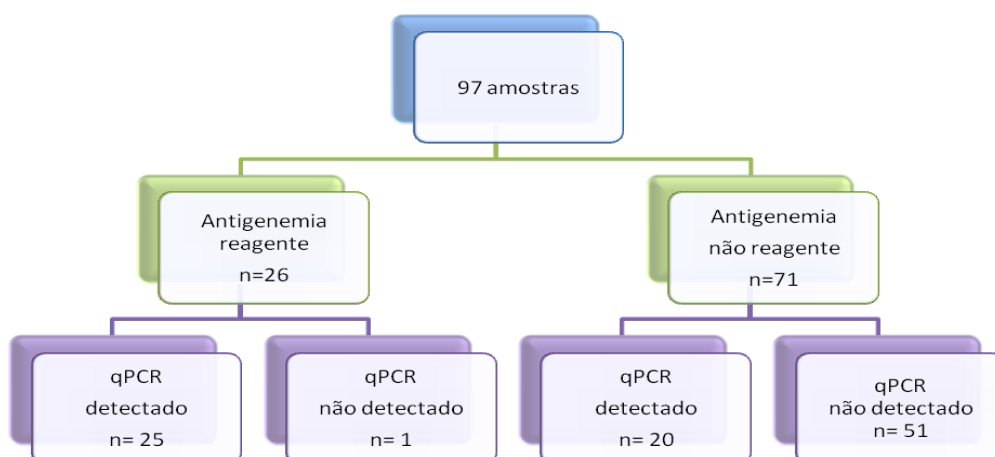 97 amostras
Antigenemia
reagente
n=26
Antigenemia
não reagente
n=71
qPCR
detectado
n= 25
qPCR
não detectado
n= 1
qPCR
detectado
n= 20
qPCR
não detectado
n= 51